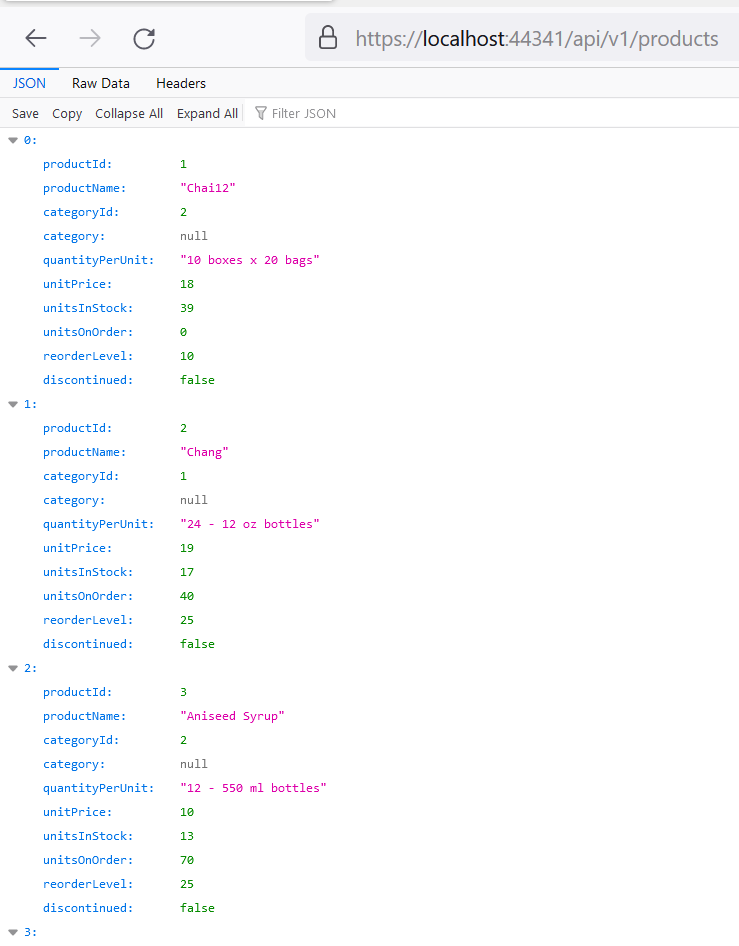 https://localhost:44341/api/v1/products
JSON Raw Data Headers
Save Copy Collapse All Expand All Filter JSON
0:
productId: 1
productName: "Chai12"
categoryId: 2
category: null
quantityPerUnit: "10 boxes x 20 bags"
unitPrice: 18
unitsInStock: 39
unitsOnOrder: 0
reorderLevel: 10
discontinued: false
1:
productId: 2
productName: "Chang"
categoryId: 1
category: null
quantityPerUnit: "24 - 12 oz bottles"
unitPrice: 19
unitsInStock: 17
unitsOnOrder: 40
reorderLevel: 25
discontinued: false
2:
productId: 3
productName: "Aniseed Syrup"
categoryId: 2
category: null
quantityPerUnit: "12 - 550 ml bottles"
unitPrice: 10
unitsInStock: 13
unitsOnOrder: 70
reorderLevel: 25
discontinued: false
3: